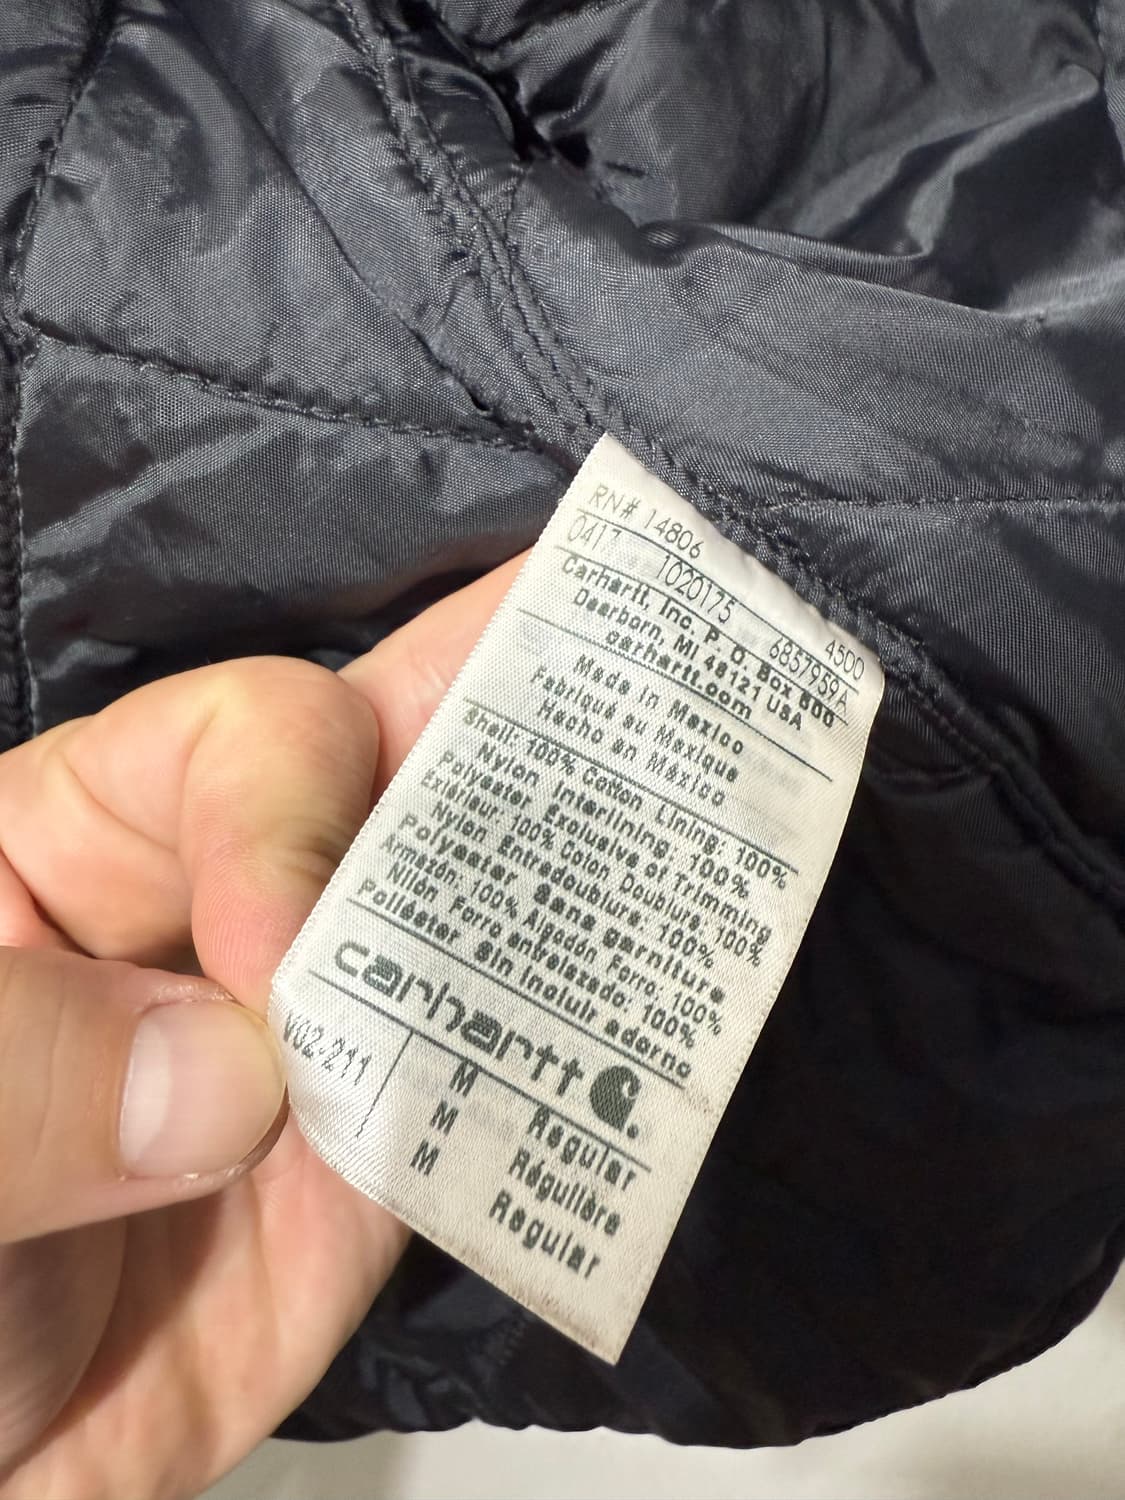 RN# 14806 4500
0417 1020175 6857959A
Carhartt, Inc. P. O. Box 600
Dearborn, MI 48121 USA
carhartt.com
Made in Mexico
Fabriqué au Mexique
Hecho en México
Shell: 100% Cotton Lining: 100%
Nylon Interlining: 100%
Polyester Exclusive of Trimming
Extérieur: 100% Coton Doublure: 100%
Nylon Entredoublure: 100%
Polyester Sans garniture
Armazón: 100% Algodón Forro: 100%
Nilón Forro entrelazado: 100%
Poliéster Sin incluir adorno
carhartt
V02-211 M Regular
M Régulière
M Regular